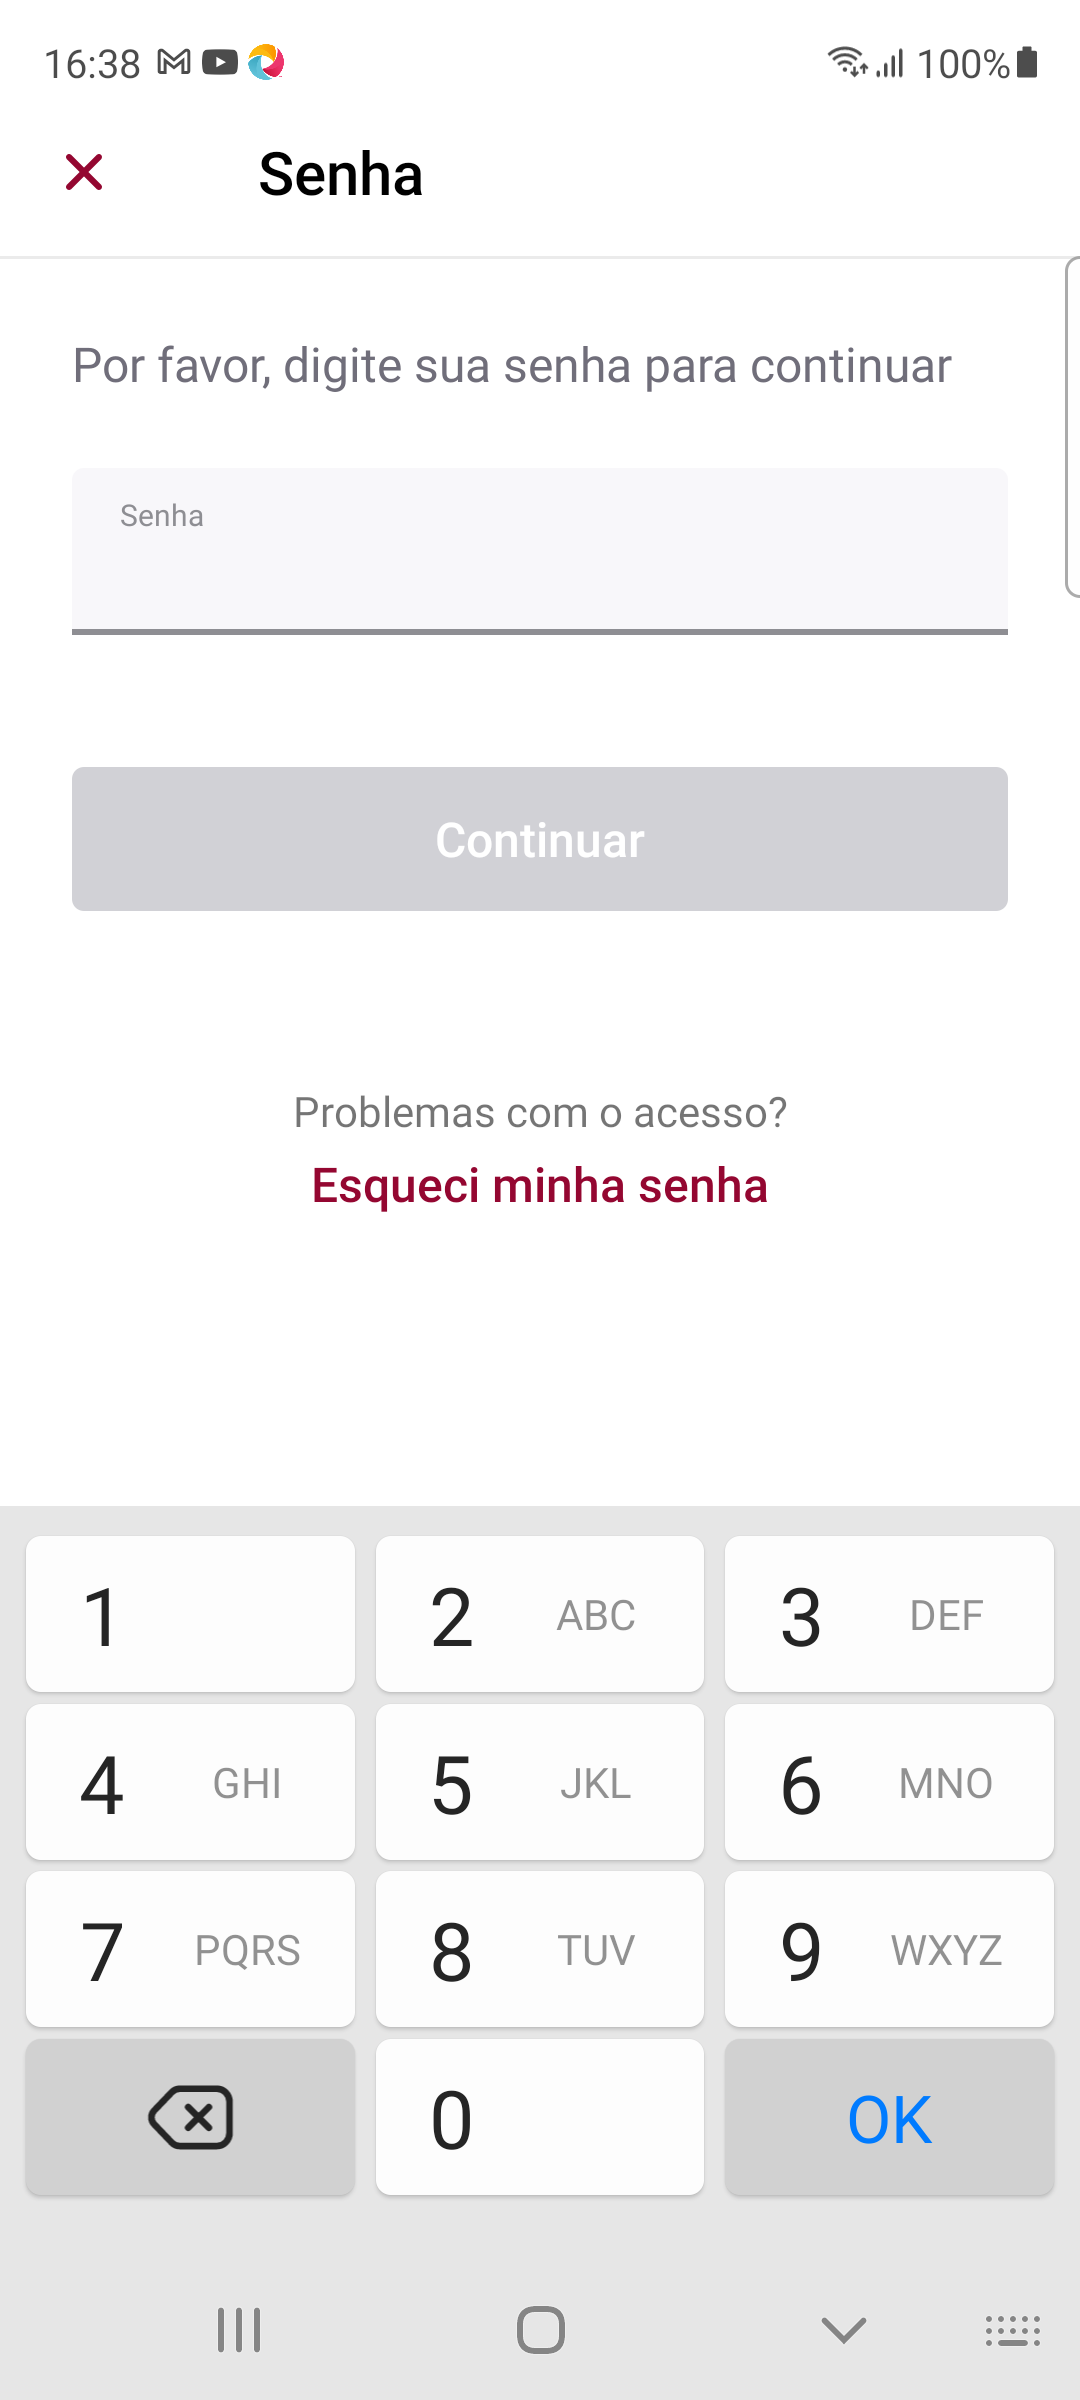 16:38 100%
Senha
Por favor, digite sua senha para continuar
Senha
Continuar
Problemas com o acesso?
Esqueci minha senha
1 2 ABC 3 DEF
4 GHI 5 JKL 6 MNO
7 PQRS 8 TUV 9 WXYZ
0 OK